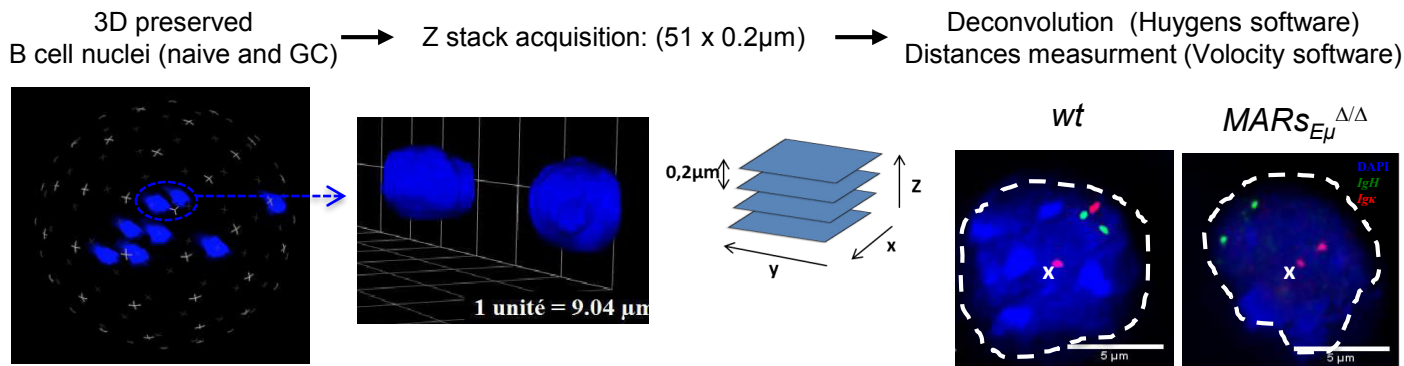 3D preserved
B cell nuclei (naive and GC)
Z stack acquisition: (51 x 0.2µm)
Deconvolution (Huygens software)
Distances measurment (Volocity software)
1 unité = 9.04 µm
0,2µm
Z
x
y
wt
MARsEµ Δ/Δ
DAPI
IgH
Igκ
X
X
5 µm
5 µm